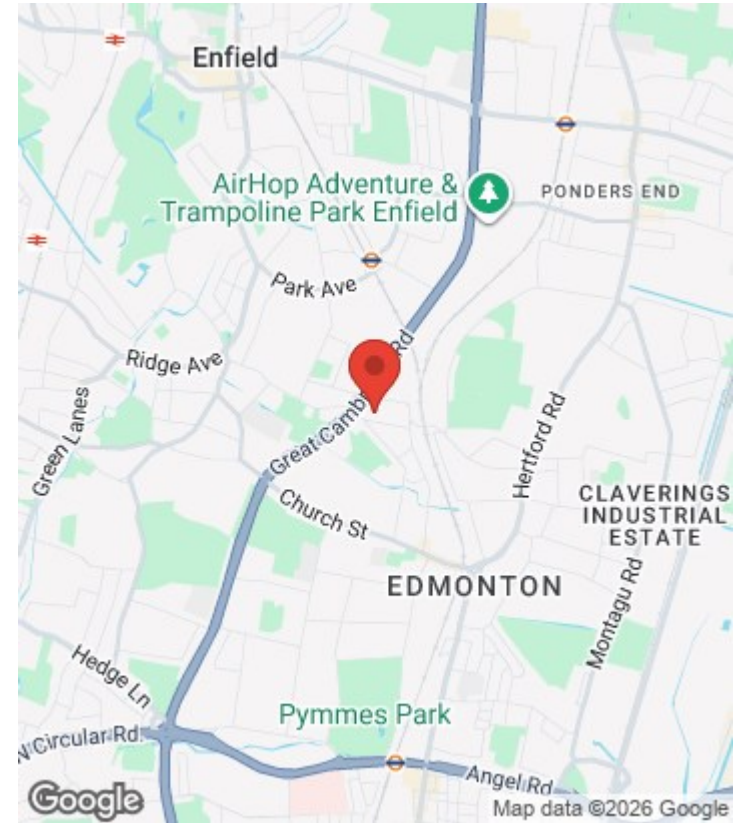 Enfield
AirHop Adventure &
Trampoline Park Enfield
PONDERS END
Park Ave
Ridge Ave
Great Camb
Rd
Green Lanes
Hertford Rd
Church St
CLAVERINGS
INDUSTRIAL
ESTATE
EDMONTON
Montagu Rd
Hedge Ln
Pymmes Park
N Circular Rd
Angel Rd
Google
Map data ©2026 Google